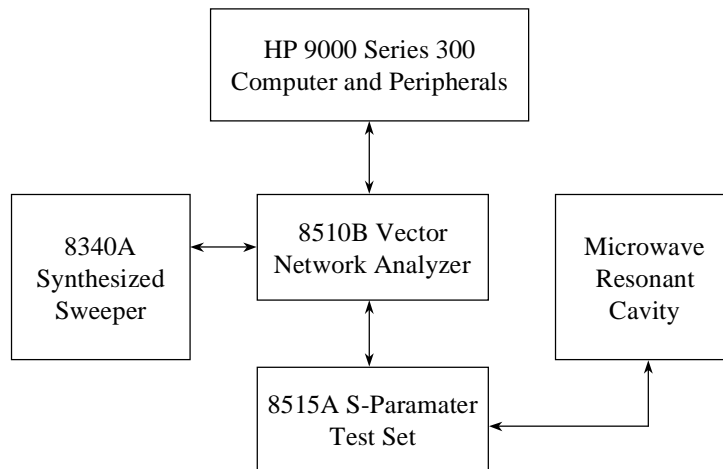 HP 9000 Series 300
Computer and Peripherals
8340A
Synthesized
Sweeper
8510B Vector
Network Analyzer
Microwave
Resonant
Cavity
8515A S-Paramater
Test Set